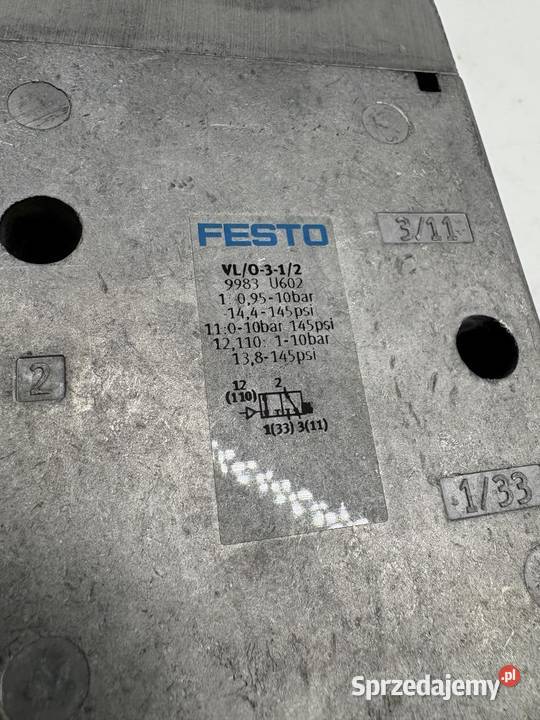 3/11
FESTO
VL/O-3-1/2
9983 U602
1: 0,95-10bar
14,4-145psi
11:0-10bar 145psi
12,110: 1-10bar
13,8-145psi
12 2
(110)
1(33) 3(11)
2
1/33
Sprzedajemy.pl